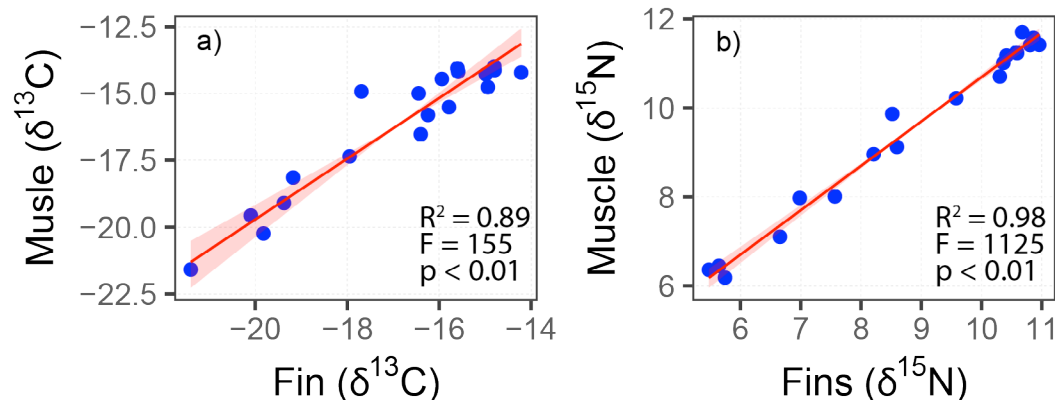 a)
Musle (δ¹³C)
−12.5
−15.0
−17.5
−20.0
−22.5
R² = 0.89
F = 155
p < 0.01
−20 −18 −16 −14
Fin (δ¹³C)
b)
Muscle (δ¹⁵N)
12
10
8
6
R² = 0.98
F = 1125
p < 0.01
6 7 8 9 10 11
Fins (δ¹⁵N)